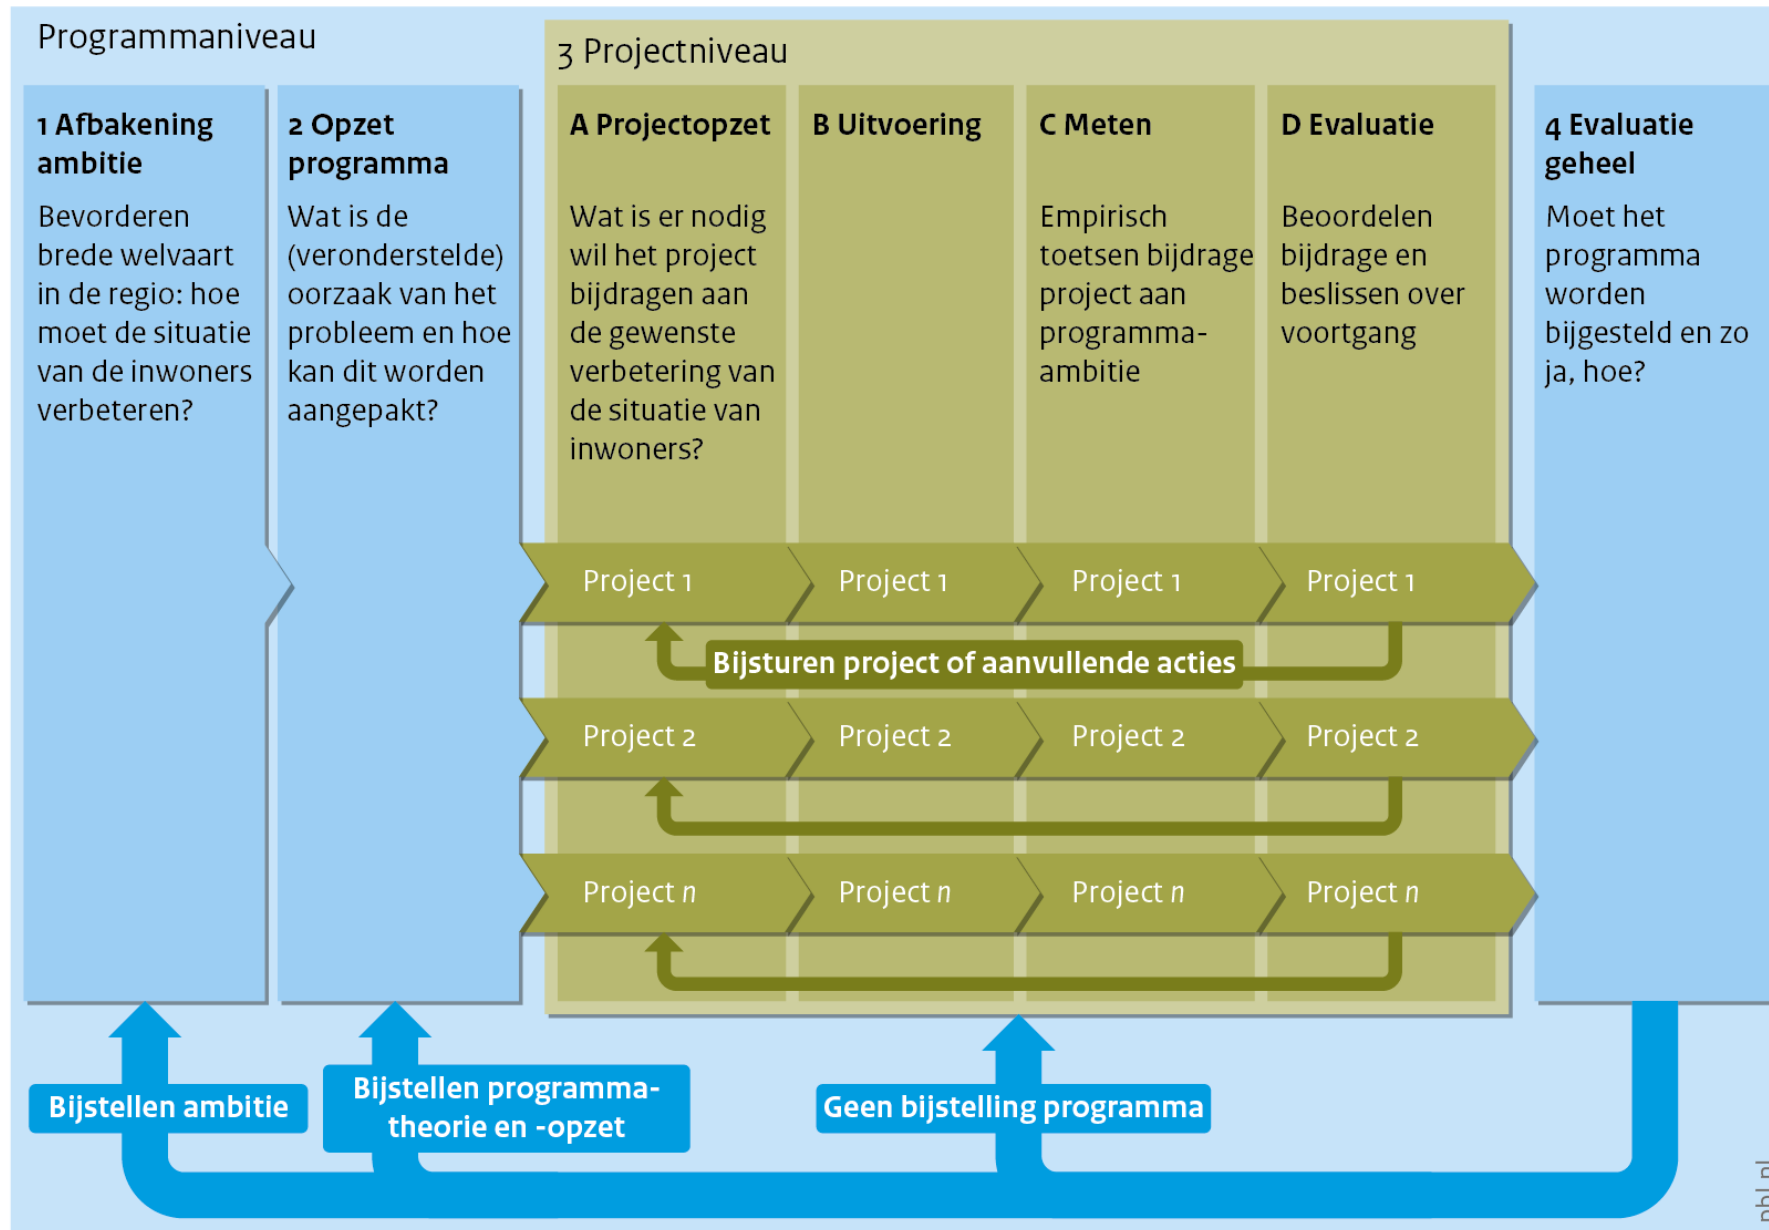 Programmaniveau
3 Projectniveau
1 Afbakening
ambitie
Bevorderen
brede welvaart
in de regio: hoe
moet de situatie
van de inwoners
verbeteren?
2 Opzet
programma
Wat is de
(veronderstelde)
oorzaak van het
probleem en hoe
kan dit worden
aangepakt?
A Projectopzet
Wat is er nodig
wil het project
bijdragen aan
de gewenste
verbetering van
de situatie van
inwoners?
B Uitvoering
C Meten
Empirisch
toetsen bijdrage
project aan
programma-
ambitie
D Evaluatie
Beoordelen
bijdrage en
beslissen over
voortgang
4 Evaluatie
geheel
Moet het
programma
worden
bijgesteld en zo
ja, hoe?
Project 1
Project 1
Project 1
Project 1
Bijsturen project of aanvullende acties
Project 2
Project 2
Project 2
Project 2
Project n
Project n
Project n
Project n
Bijstellen ambitie
Bijstellen programma-
theorie en -opzet
Geen bijstelling programma
pbl.nl